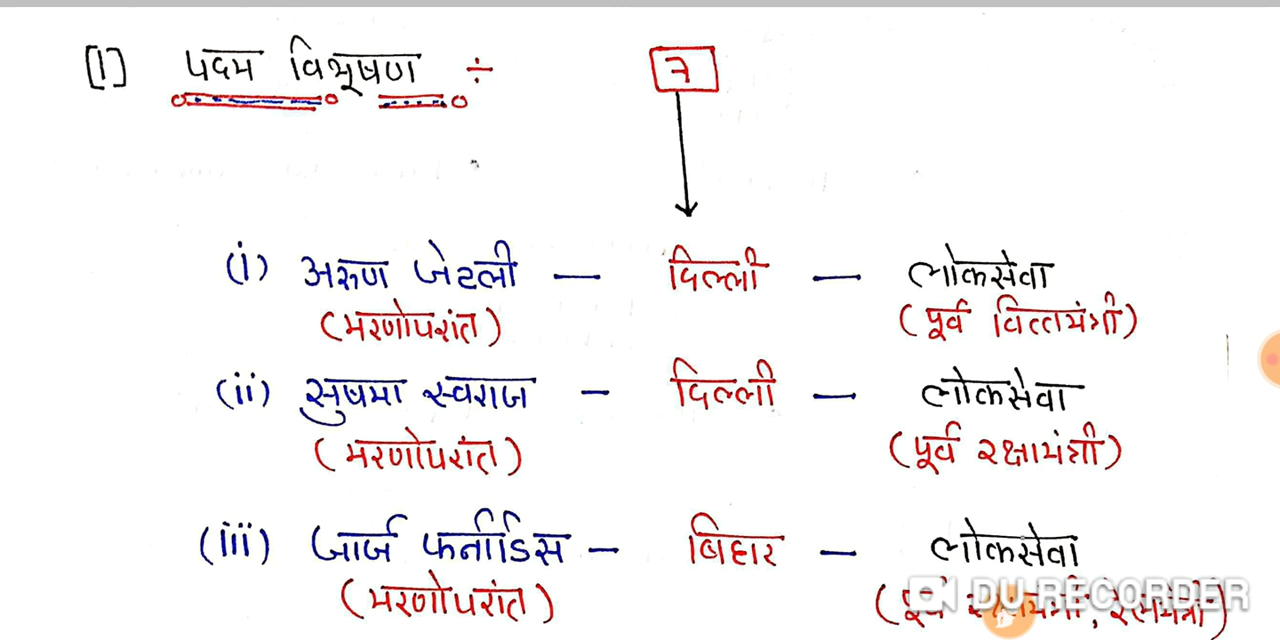 [1] पदम विभूषण ÷ 7
(i) अरुण जेटली — दिल्ली — लोकसेवा
(मरणोपरांत) (पूर्व वित्तमंत्री)
(ii) सुषमा स्वराज – दिल्ली — लोकसेवा
(मरणोपरांत) (पूर्व रक्षामंत्री)
(iii) जार्ज फर्नाडिस – बिहार – लोकसेवा
(मरणोपरांत) (पूर्व
DU RECORDER